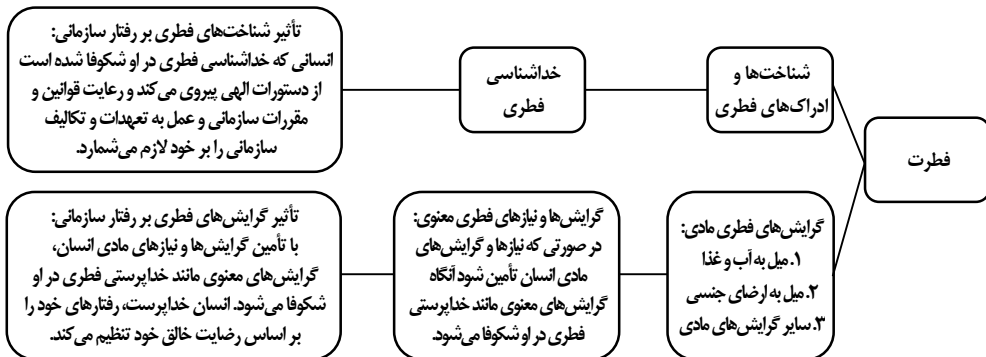 فطرت
شناخت‌ها و
ادراک‌های فطری
خداشناسی
فطری
تأثیر شناخت‌های فطری بر رفتار سازمانی:
انسانی که خداشناسی فطری در او شکوفا شده است
از دستورات الهی پیروی می‌کند و رعایت قوانین و
مقررات سازمانی و عمل به تعهدات و تکالیف
سازمانی را بر خود لازم می‌شمارد.
گرایش‌های فطری مادی:
۱. میل به آب و غذا
۲. میل به ارضای جنسی
۳. سایر گرایش‌های مادی
گرایش‌ها و نیازهای فطری معنوی:
در صورتی که نیازها و گرایش‌های
مادی انسان تأمین شود آنگاه
گرایش‌های معنوی مانند خداپرستی
فطری در او شکوفا می‌شود.
تأثیر گرایش‌های فطری بر رفتار سازمانی:
با تأمین گرایش‌ها و نیازهای مادی انسان،
گرایش‌های معنوی مانند خداپرستی فطری در او
شکوفا می‌شود. انسان خداپرست، رفتارهای خود را
بر اساس رضایت خالق خود تنظیم می‌کند.